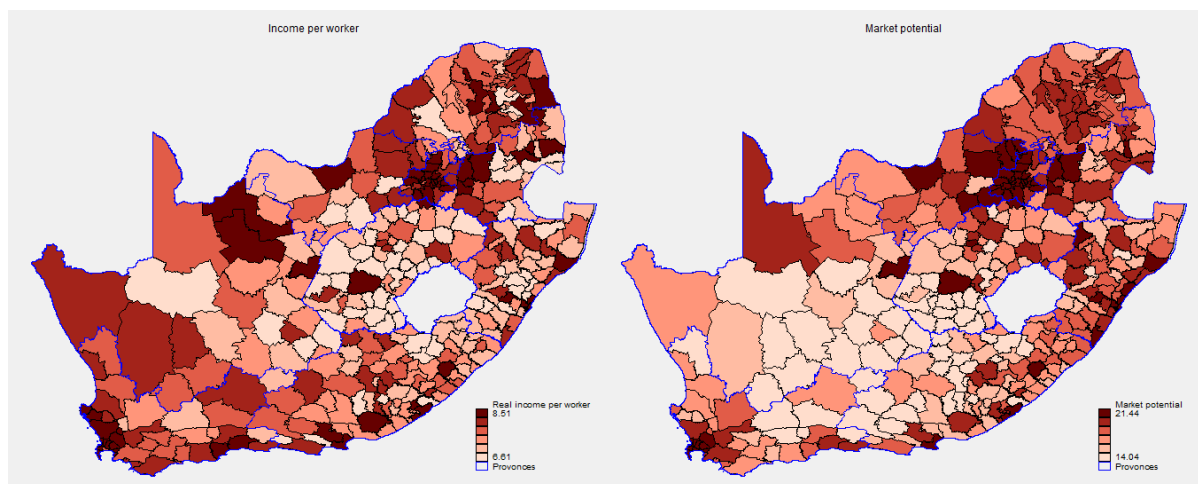 Income per worker
Real income per worker
8.51
6.61
Provonces
Market potential
Market potential
21.44
14.04
Provonces